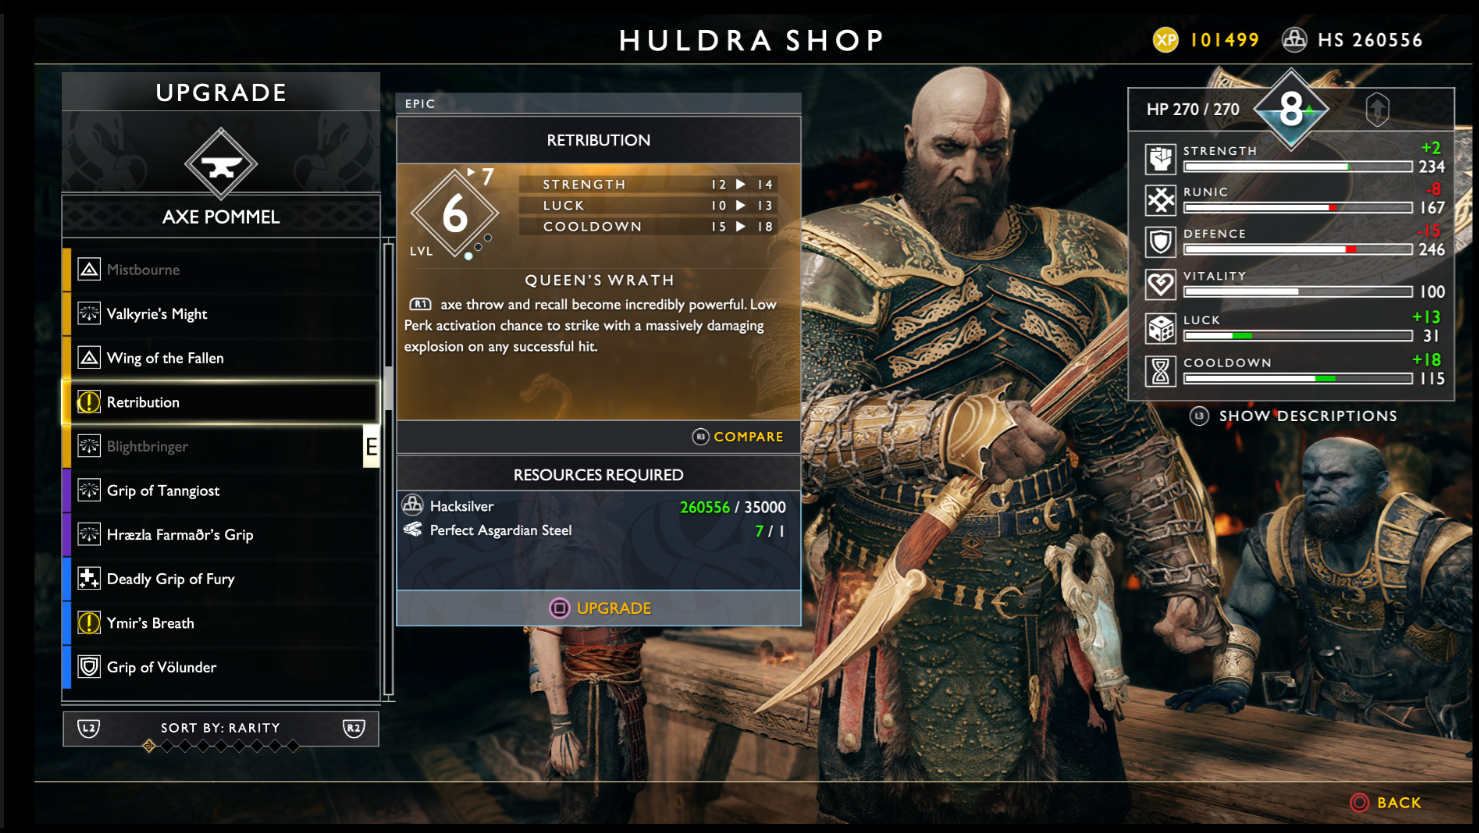 HULDRA SHOP
XP 101499 HS 260556
UPGRADE
AXE POMMEL
Mistbourne
Valkyrie's Might
Wing of the Fallen
Retribution
Blightbringer E
Grip of Tanngiost
Hræzla Farmaðr's Grip
Deadly Grip of Fury
Ymir's Breath
Grip of Völunder
L2 SORT BY: RARITY R2
EPIC
RETRIBUTION
6 7
LVL
STRENGTH 12 ▶ 14
LUCK 10 ▶ 13
COOLDOWN 15 ▶ 18
QUEEN'S WRATH
R1 axe throw and recall become incredibly powerful. Low
Perk activation chance to strike with a massively damaging
explosion on any successful hit.
R3 COMPARE
RESOURCES REQUIRED
Hacksilver 260556 / 35000
Perfect Asgardian Steel 7 / 1
UPGRADE
HP 270 / 270 8
STRENGTH +2
234
RUNIC -8
167
DEFENCE -15
246
VITALITY
100
LUCK +13
31
COOLDOWN +18
115
L3 SHOW DESCRIPTIONS
BACK